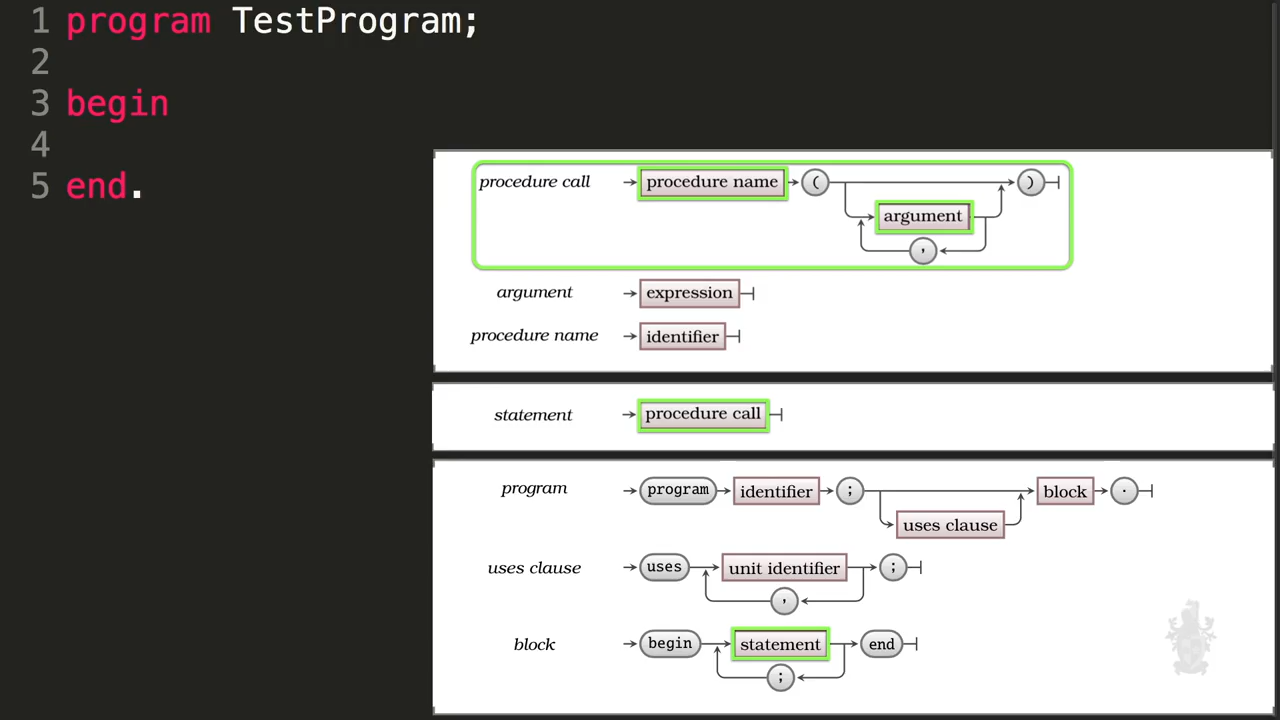 1 program TestProgram;
2
3 begin
4
5 end.
procedure call procedure name ( )
argument
,
argument expression
procedure name identifier
statement procedure call
program program identifier ; block .
uses clause
uses clause uses unit identifier ;
,
block begin statement end
;